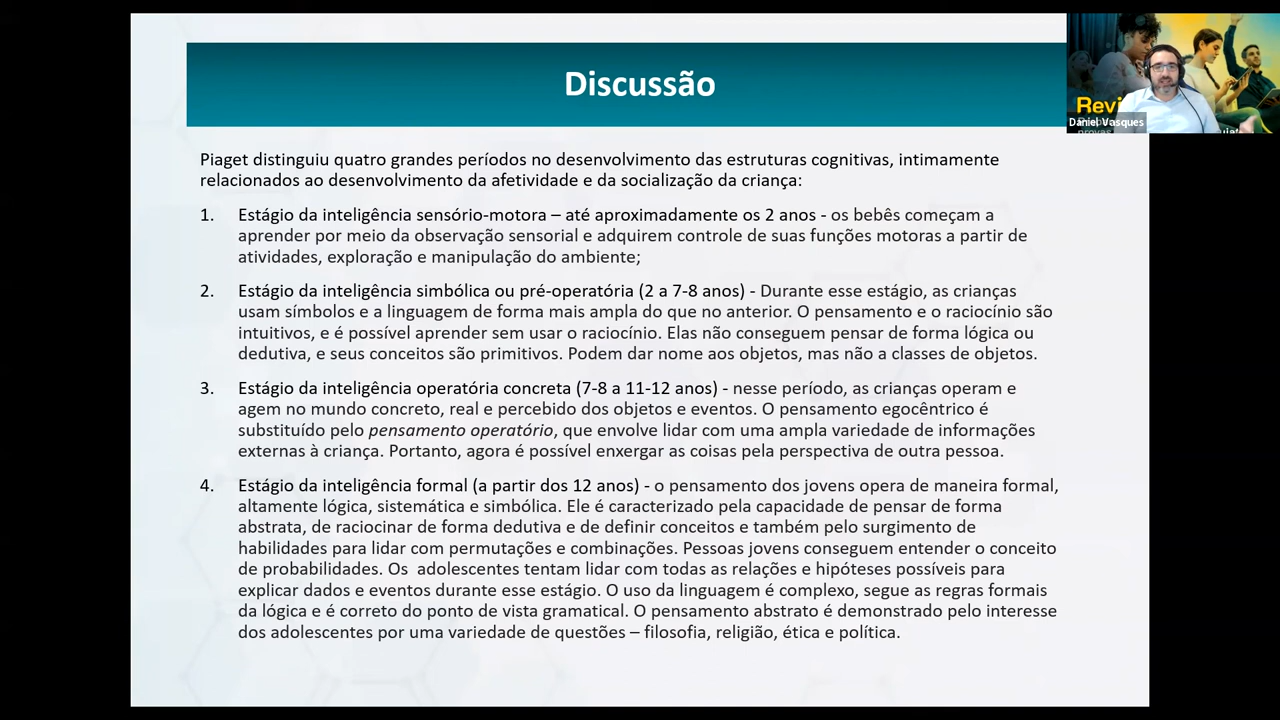 Discussão
Revi
Daniel Vasques
provas
Piaget distinguiu quatro grandes períodos no desenvolvimento das estruturas cognitivas, intimamente
relacionados ao desenvolvimento da afetividade e da socialização da criança:
1. Estágio da inteligência sensório-motora – até aproximadamente os 2 anos - os bebês começam a
aprender por meio da observação sensorial e adquirem controle de suas funções motoras a partir de
atividades, exploração e manipulação do ambiente;
2. Estágio da inteligência simbólica ou pré-operatória (2 a 7-8 anos) - Durante esse estágio, as crianças
usam símbolos e a linguagem de forma mais ampla do que no anterior. O pensamento e o raciocínio são
intuitivos, e é possível aprender sem usar o raciocínio. Elas não conseguem pensar de forma lógica ou
dedutiva, e seus conceitos são primitivos. Podem dar nome aos objetos, mas não a classes de objetos.
3. Estágio da inteligência operatória concreta (7-8 a 11-12 anos) - nesse período, as crianças operam e
agem no mundo concreto, real e percebido dos objetos e eventos. O pensamento egocêntrico é
substituído pelo pensamento operatório, que envolve lidar com uma ampla variedade de informações
externas à criança. Portanto, agora é possível enxergar as coisas pela perspectiva de outra pessoa.
4. Estágio da inteligência formal (a partir dos 12 anos) - o pensamento dos jovens opera de maneira formal,
altamente lógica, sistemática e simbólica. Ele é caracterizado pela capacidade de pensar de forma
abstrata, de raciocinar de forma dedutiva e de definir conceitos e também pelo surgimento de
habilidades para lidar com permutações e combinações. Pessoas jovens conseguem entender o conceito
de probabilidades. Os adolescentes tentam lidar com todas as relações e hipóteses possíveis para
explicar dados e eventos durante esse estágio. O uso da linguagem é complexo, segue as regras formais
da lógica e é correto do ponto de vista gramatical. O pensamento abstrato é demonstrado pelo interesse
dos adolescentes por uma variedade de questões – filosofia, religião, ética e política.